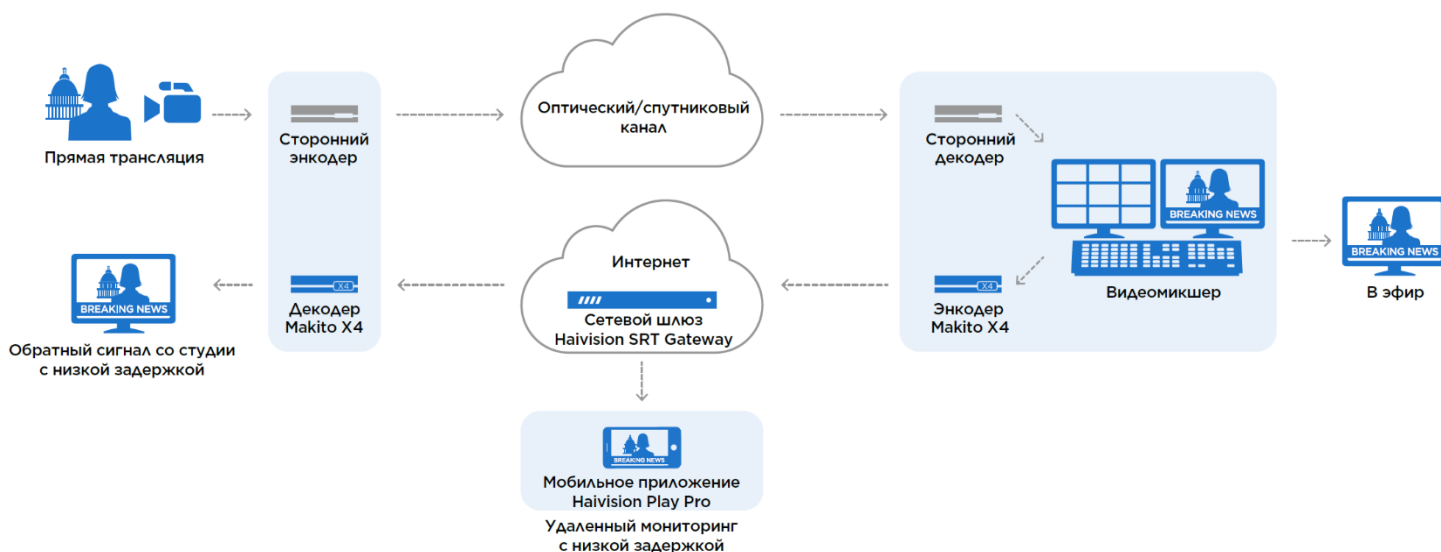 Прямая трансляция
Сторонний
энкодер
Оптический/спутниковый
канал
Сторонний
декодер
BREAKING NEWS
Видеомикшер
BREAKING NEWS
В эфир
X4
Энкодер
Makito X4
Интернет
Сетевой шлюз
Haivision SRT Gateway
X4
Декодер
Makito X4
BREAKING NEWS
Обратный сигнал со студии
с низкой задержкой
BREAKING NEWS
Мобильное приложение
Haivision Play Pro
Удаленный мониторинг
с низкой задержкой